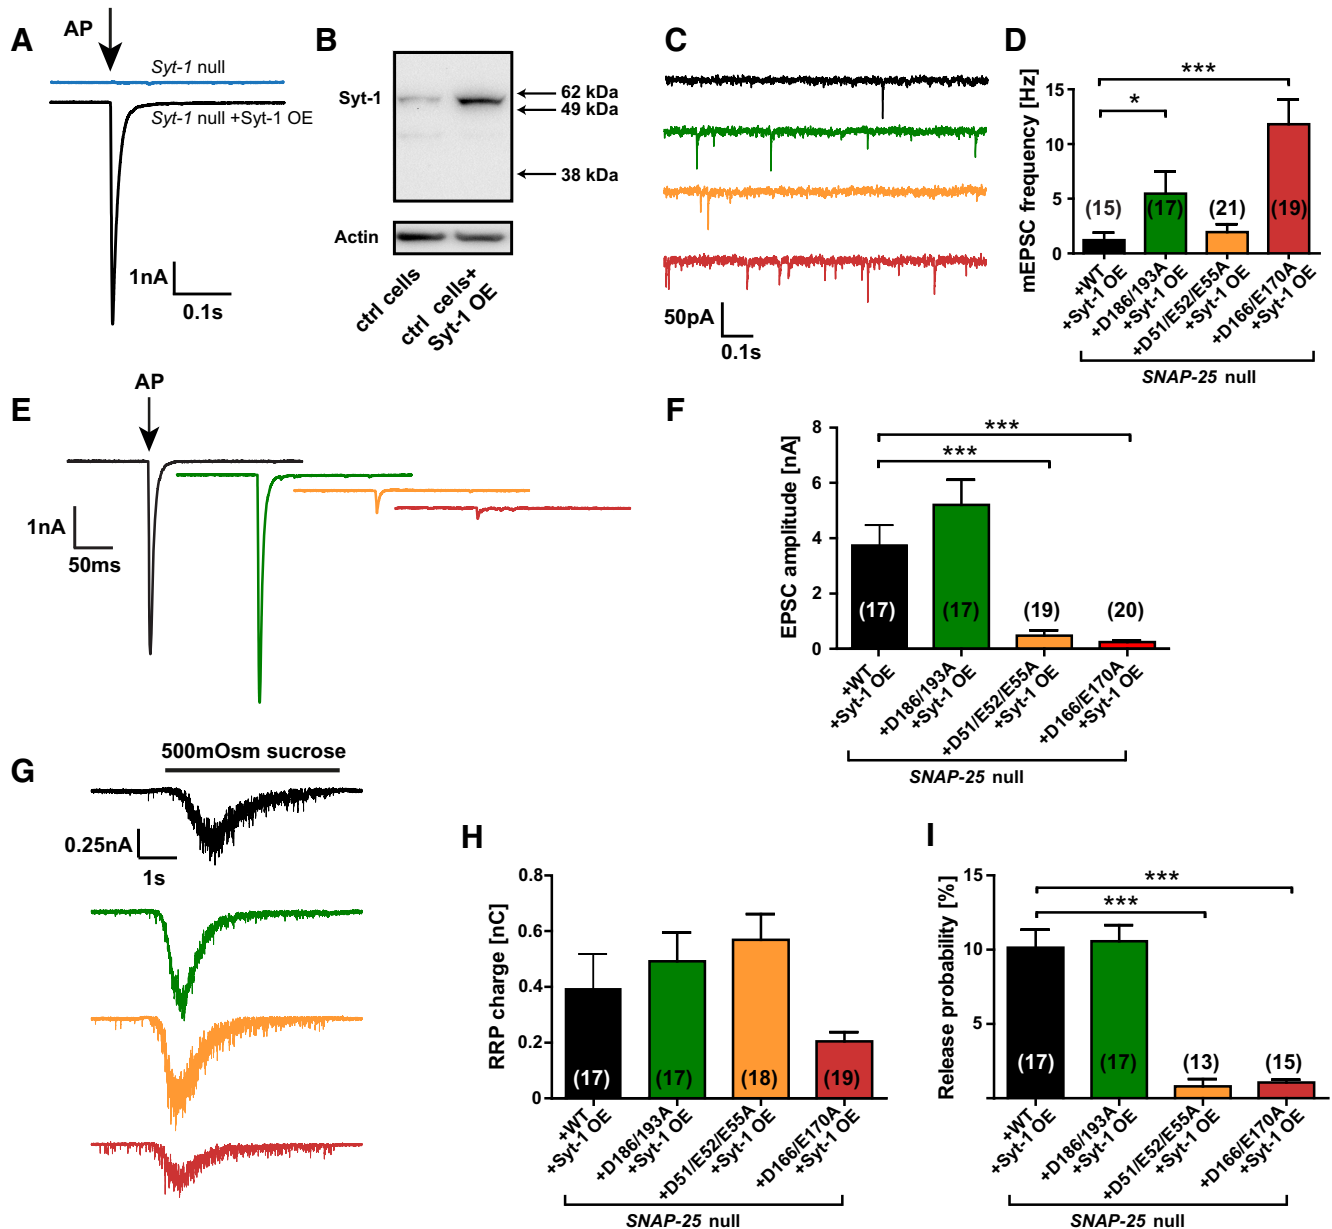 A
AP
Syt-1 null
Syt-1 null +Syt-1 OE
1nA
0.1s
B
Syt-1
62 kDa
49 kDa
38 kDa
Actin
ctrl cells
ctrl cells+
Syt-1 OE
C
50pA
0.1s
D
mEPSC frequency [Hz]
15
10
5
0
***
*
(15)
(17)
(21)
(19)
+WT
+Syt-1 OE
+D186/193A
+Syt-1 OE
+D51/E52/E55A
+Syt-1 OE
+D166/E170A
+Syt-1 OE
SNAP-25 null
E
AP
1nA
50ms
F
EPSC amplitude [nA]
8
6
4
2
0
***
***
(17)
(17)
(19)
(20)
+WT
+Syt-1 OE
+D186/193A
+Syt-1 OE
+D51/E52/E55A
+Syt-1 OE
+D166/E170A
+Syt-1 OE
SNAP-25 null
G
500mOsm sucrose
0.25nA
1s
H
RRP charge [nC]
0.8
0.6
0.4
0.2
0
(17)
(17)
(18)
(19)
+WT
+Syt-1 OE
+D186/193A
+Syt-1 OE
+D51/E52/E55A
+Syt-1 OE
+D166/E170A
+Syt-1 OE
SNAP-25 null
I
Release probability [%]
15
10
5
***
***
(17)
(17)
(13)
(15)
+WT
+Syt-1 OE
+D186/193A
+Syt-1 OE
+D51/E52/E55A
+Syt-1 OE
+D166/E170A
+Syt-1 OE
SNAP-25 null